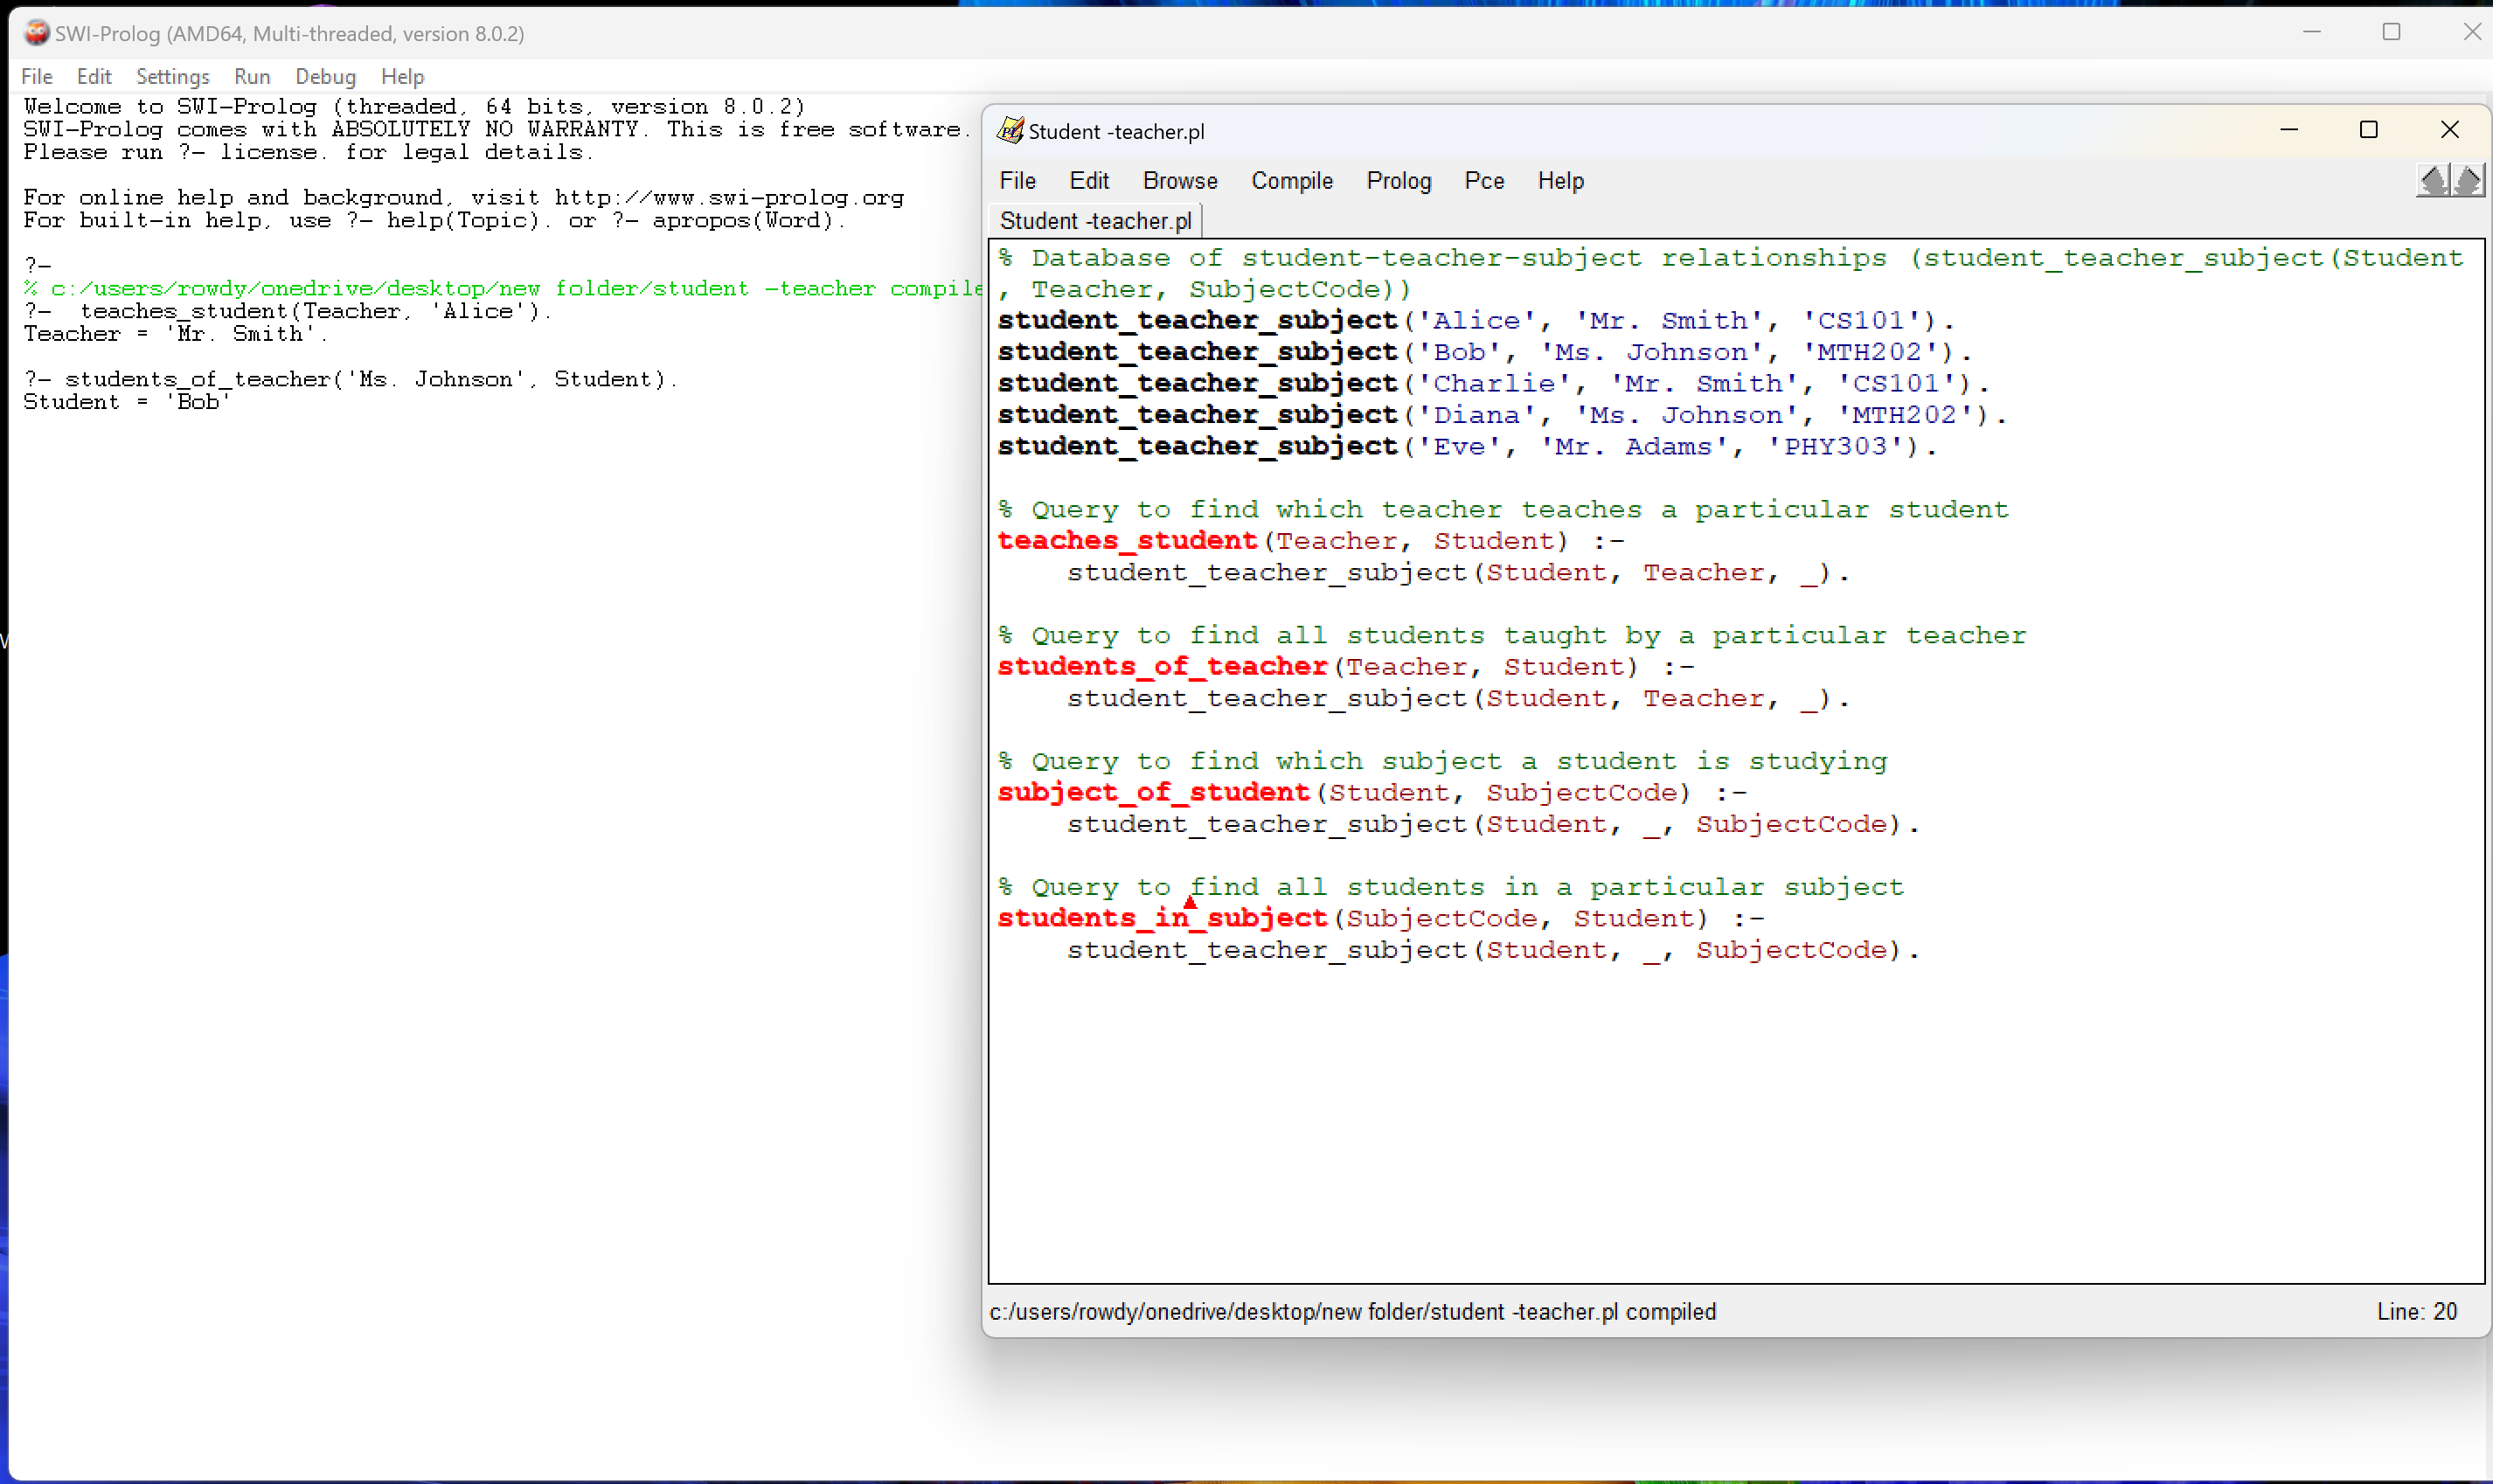 SWI-Prolog (AMD64, Multi-threaded, version 8.0.2)
File Edit Settings Run Debug Help
Welcome to SWI-Prolog (threaded, 64 bits, version 8.0.2)
SWI-Prolog comes with ABSOLUTELY NO WARRANTY. This is free software.
Please run ?- license. for legal details.
For online help and background, visit http://www.swi-prolog.org
For built-in help, use ?- help(Topic). or ?- apropos(Word).
?-
% c:/users/rowdy/onedrive/desktop/new folder/student -teacher compile
?-  teaches_student(Teacher, 'Alice').
Teacher = 'Mr. Smith'.
?- students_of_teacher('Ms. Johnson', Student).
Student = 'Bob'
Student -teacher.pl
File Edit Browse Compile Prolog Pce Help
Student -teacher.pl
% Database of student-teacher-subject relationships (student_teacher_subject(Student
, Teacher, SubjectCode))
student_teacher_subject('Alice', 'Mr. Smith', 'CS101').
student_teacher_subject('Bob', 'Ms. Johnson', 'MTH202').
student_teacher_subject('Charlie', 'Mr. Smith', 'CS101').
student_teacher_subject('Diana', 'Ms. Johnson', 'MTH202').
student_teacher_subject('Eve', 'Mr. Adams', 'PHY303').
% Query to find which teacher teaches a particular student
teaches_student(Teacher, Student) :-
    student_teacher_subject(Student, Teacher, _).
% Query to find all students taught by a particular teacher
students_of_teacher(Teacher, Student) :-
    student_teacher_subject(Student, Teacher, _).
% Query to find which subject a student is studying
subject_of_student(Student, SubjectCode) :-
    student_teacher_subject(Student, _, SubjectCode).
% Query to find all students in a particular subject
students_in_subject(SubjectCode, Student) :-
    student_teacher_subject(Student, _, SubjectCode).
c:/users/rowdy/onedrive/desktop/new folder/student -teacher.pl compiled
Line: 20